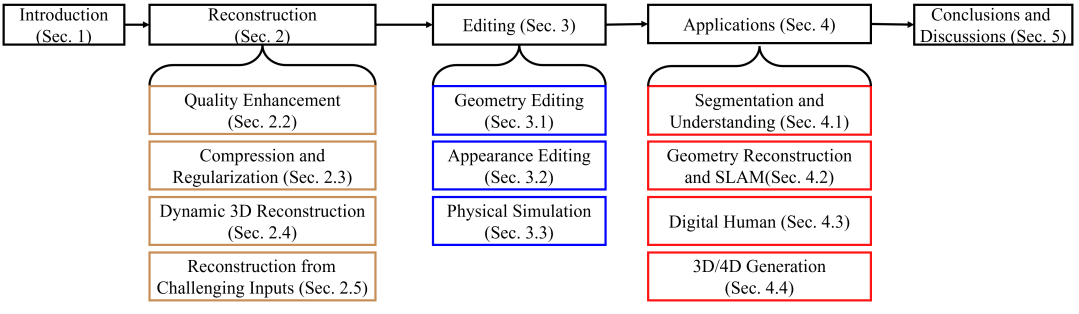 Introduction
(Sec. 1)
Reconstruction
(Sec. 2)
Editing (Sec. 3)
Applications (Sec. 4)
Conclusions and
Discussions (Sec. 5)
Quality Enhancement
(Sec. 2.2)
Compression and
Regularization (Sec. 2.3)
Dynamic 3D Reconstruction
(Sec. 2.4)
Reconstruction from
Challenging Inputs (Sec. 2.5)
Geometry Editing
(Sec. 3.1)
Appearance Editing
(Sec. 3.2)
Physical Simulation
(Sec. 3.3)
Segmentation and
Understanding (Sec. 4.1)
Geometry Reconstruction
and SLAM(Sec. 4.2)
Digital Human (Sec. 4.3)
3D/4D Generation
(Sec. 4.4)